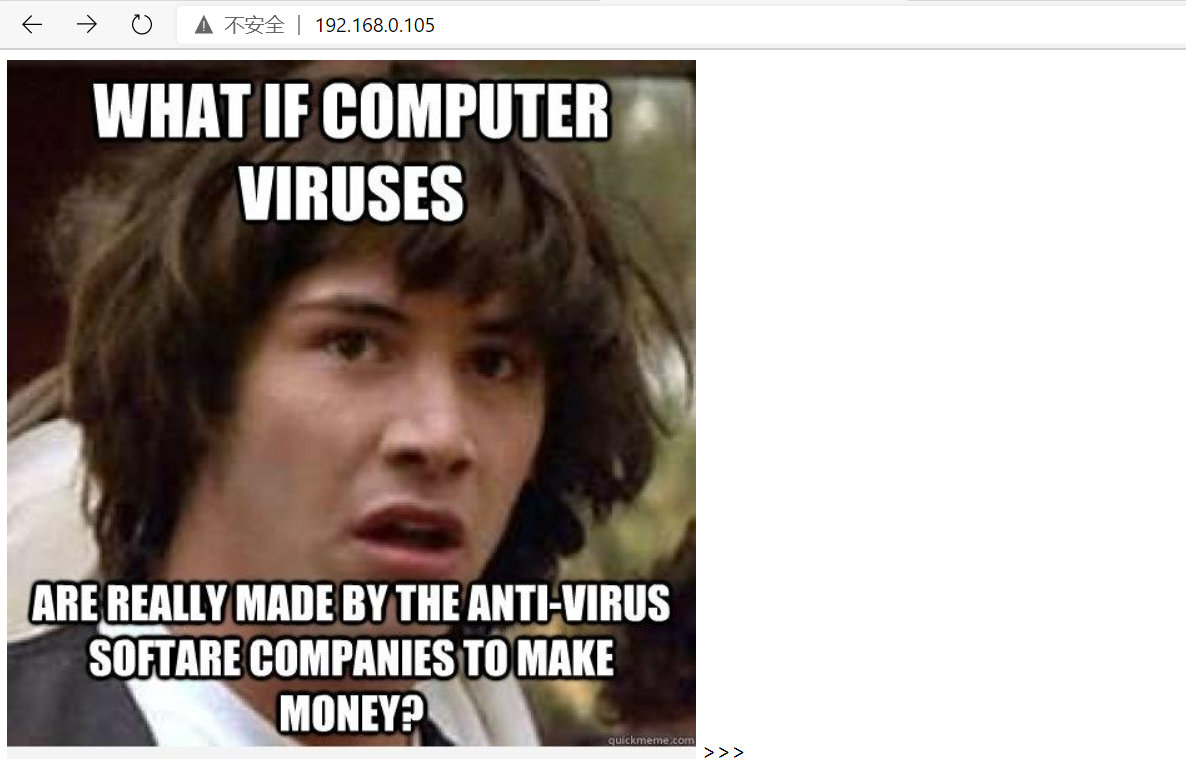 不安全 | 192.168.0.105
WHAT IF COMPUTER
VIRUSES
ARE REALLY MADE BY THE ANTI-VIRUS
SOFTARE COMPANIES TO MAKE
MONEY?
quickmeme.com
>>>